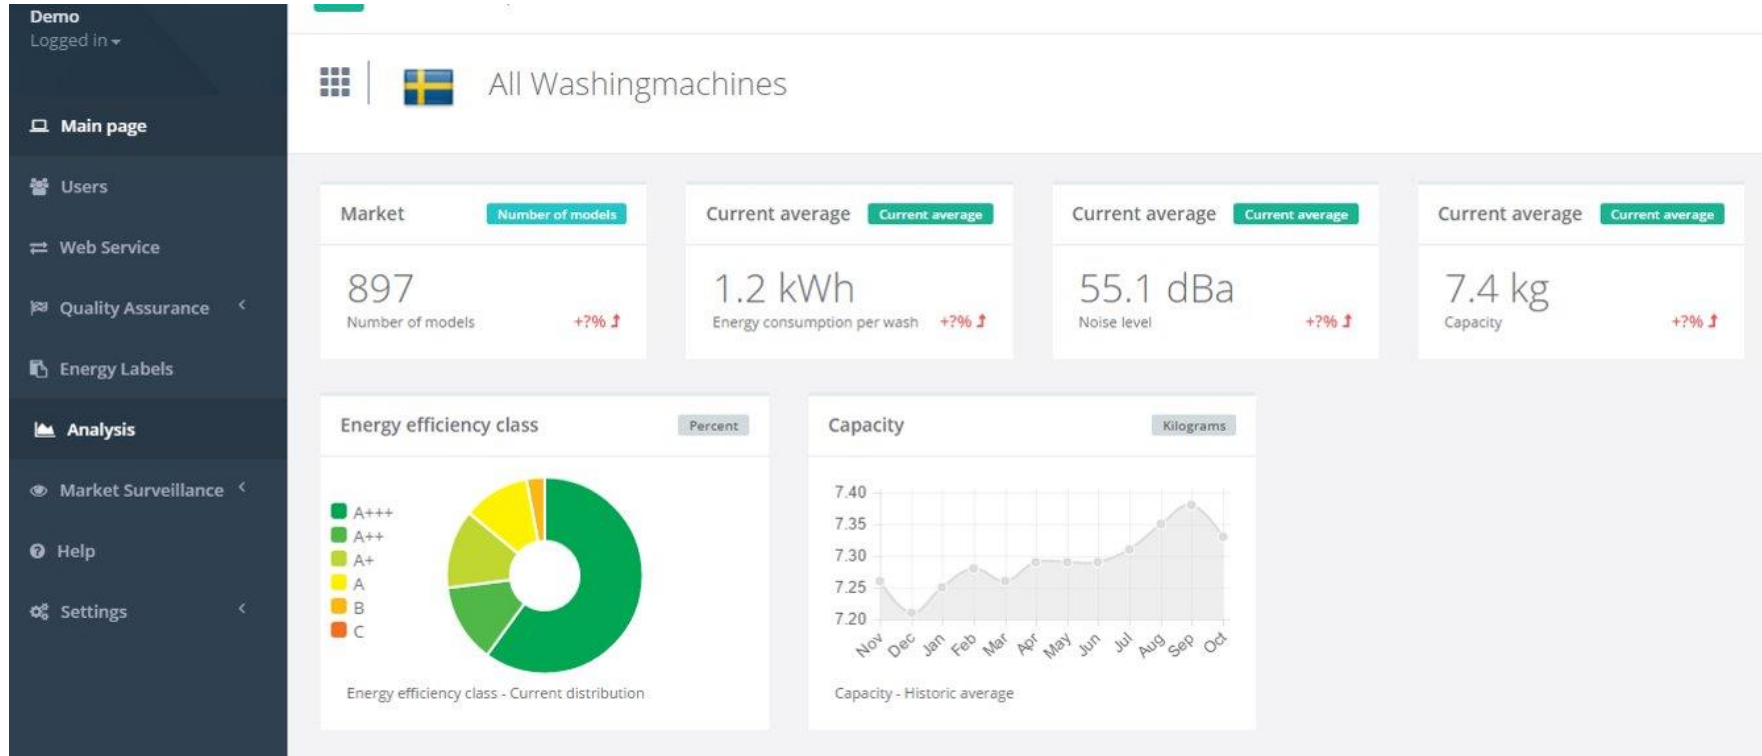 Demo
Logged in
Main page
Users
Web Service
Quality Assurance
Energy Labels
Analysis
Market Surveillance
Help
Settings
All Washingmachines
Market Number of models
897
Number of models +?%
Current average Current average
1.2 kWh
Energy consumption per wash +?%
Current average Current average
55.1 dBa
Noise level +?%
Current average Current average
7.4 kg
Capacity +?%
Energy efficiency class Percent
A+++
A++
A+
A
B
C
Energy efficiency class - Current distribution
Capacity Kilograms
7.40
7.35
7.30
7.25
7.20
Nov Dec Jan Feb Mar Apr May Jun Jul Aug Sep Oct
Capacity - Historic average